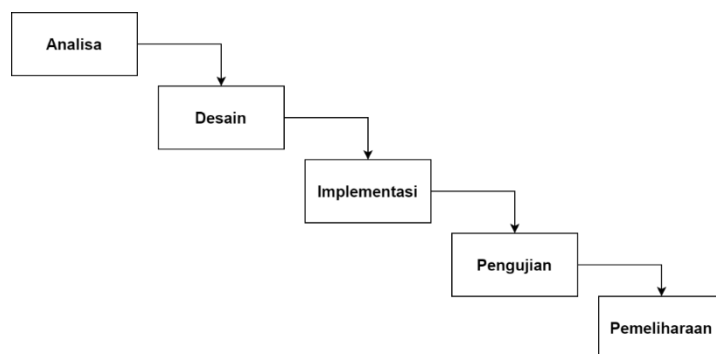 Analisa
Desain
Implementasi
Pengujian
Pemeliharaan